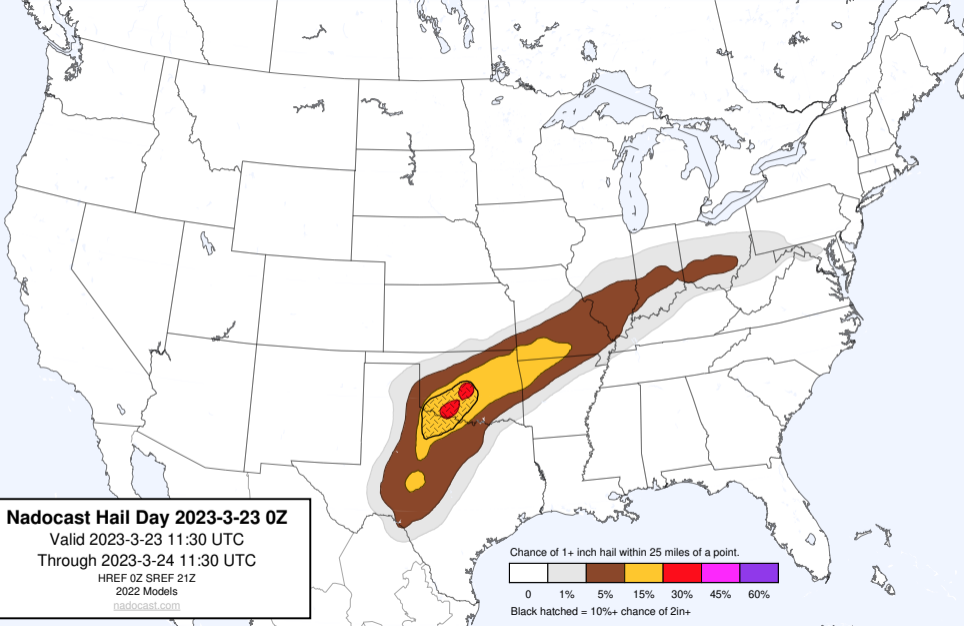 Nadocast Hail Day 2023-3-23 0Z
Valid 2023-3-23 11:30 UTC
Through 2023-3-24 11:30 UTC
HREF 0Z SREF 21Z
2022 Models
nadocast.com
Chance of 1+ inch hail within 25 miles of a point.
0 1% 5% 15% 30% 45% 60%
Black hatched = 10%+ chance of 2in+